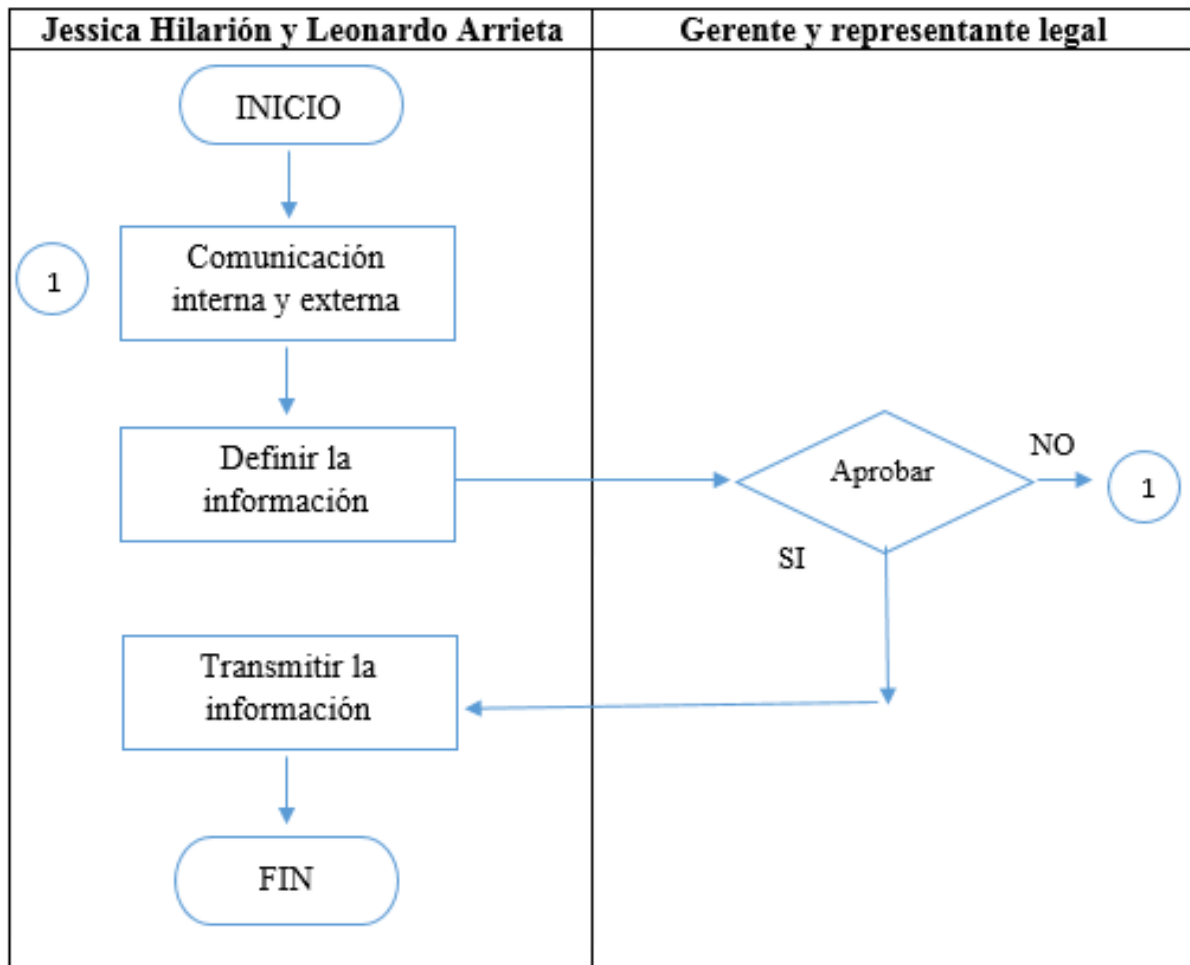 Jessica Hilarión y Leonardo Arrieta
Gerente y representante legal
INICIO
1
Comunicación
interna y externa
Definir la
información
Aprobar
NO
1
SI
Transmitir la
información
FIN